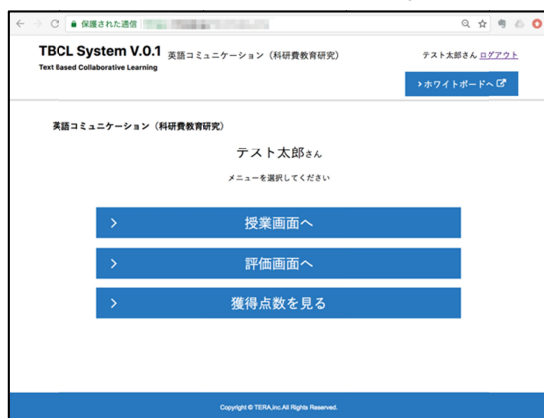 保護された通信
TBCL System V.0.1 英語コミュニケーション（科研費教育研究）
Text Based Collaborative Learning
テスト太郎さん ログアウト
ホワイトボードへ
英語コミュニケーション（科研費教育研究）
テスト太郎さん
メニューを選択してください
授業画面へ
評価画面へ
獲得点数を見る
Copyright © TERA,Inc.All Rights Reserved.